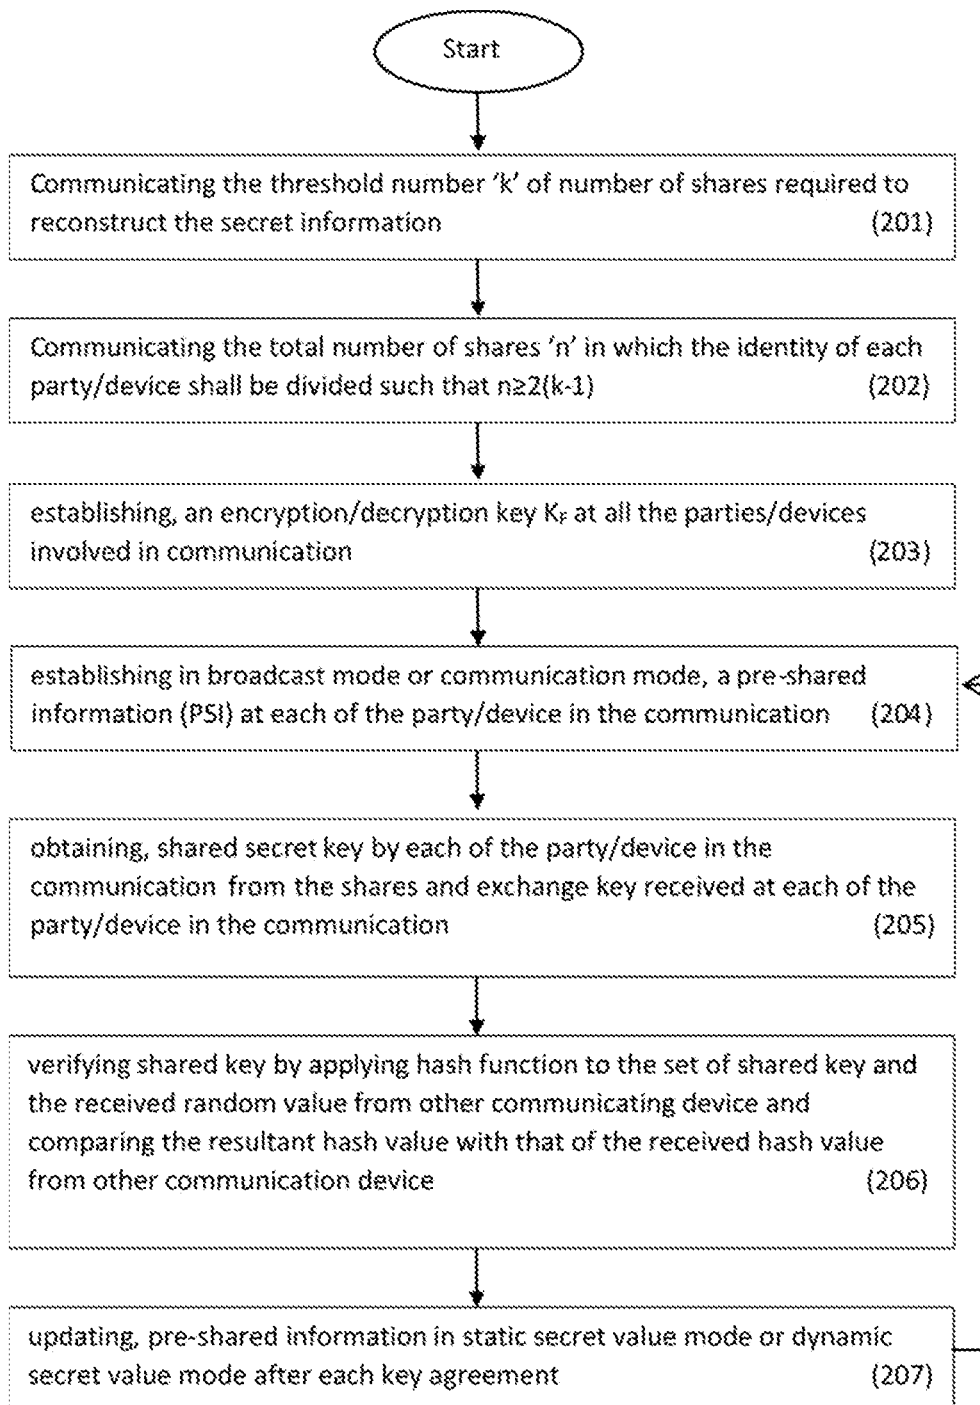 Start
Communicating the threshold number 'k' of number of shares required to
reconstruct the secret information (201)
Communicating the total number of shares 'n' in which the identity of each
party/device shall be divided such that n≥2(k-1) (202)
establishing, an encryption/decryption key K_F at all the parties/devices
involved in communication (203)
establishing in broadcast mode or communication mode, a pre-shared
information (PSI) at each of the party/device in the communication (204)
obtaining, shared secret key by each of the party/device in the
communication from the shares and exchange key received at each of the
party/device in the communication (205)
verifying shared key by applying hash function to the set of shared key and
the received random value from other communicating device and
comparing the resultant hash value with that of the received hash value
from other communication device (206)
updating, pre-shared information in static secret value mode or dynamic
secret value mode after each key agreement (207)